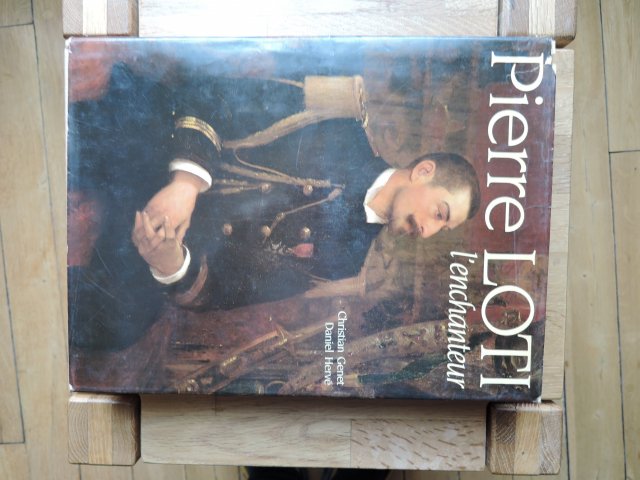 Pierre LOTI
l'enchanteur
Christian Genet
Daniel Hervé